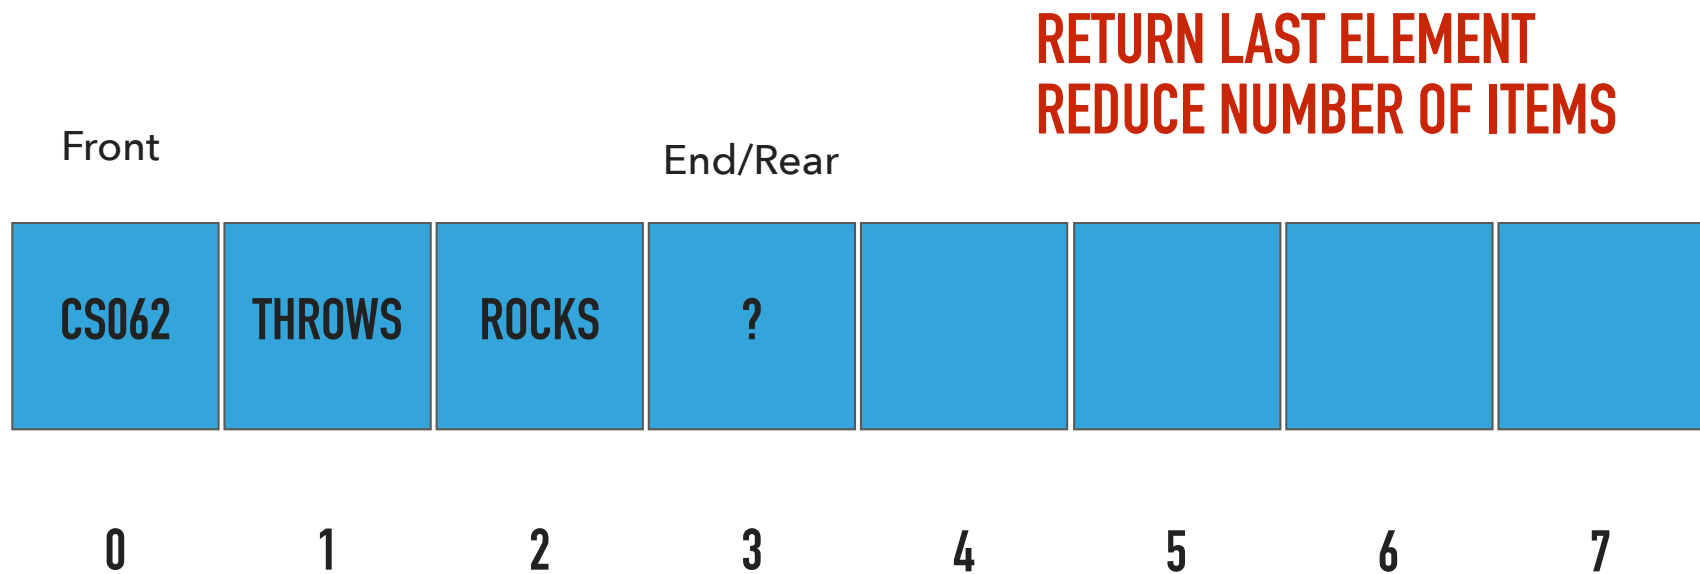 RETURN LAST ELEMENT
REDUCE NUMBER OF ITEMS
Front End/Rear
CS062 THROWS ROCKS ?
0 1 2 3 4 5 6 7